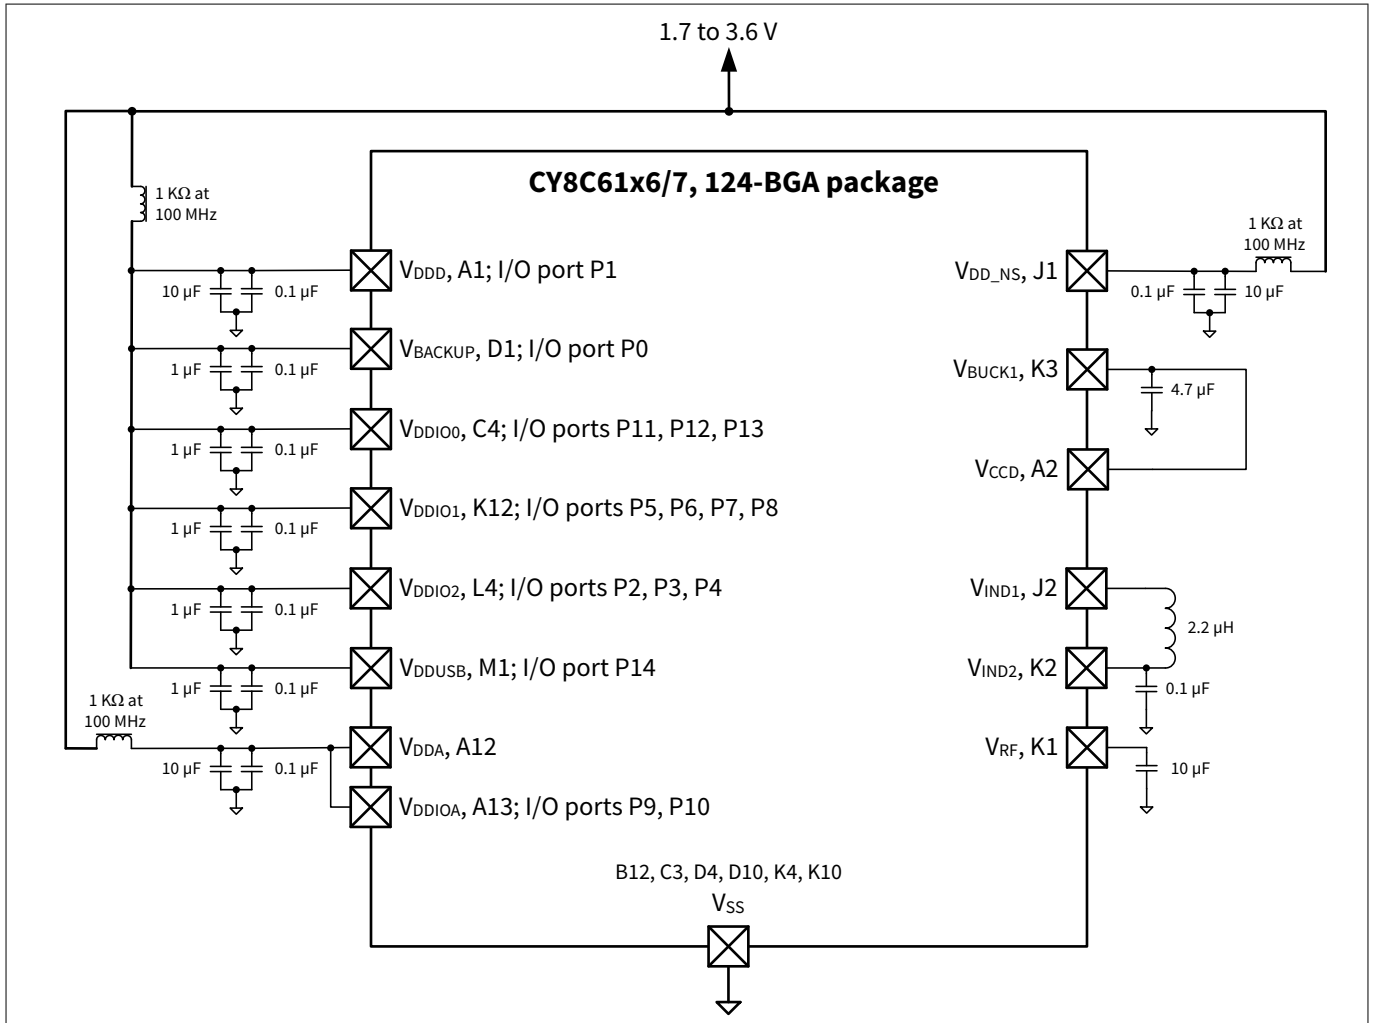 1.7 to 3.6 V
CY8C61x6/7, 124-BGA package
1 KΩ at
100 MHz
VDDD, A1; I/O port P1
10 µF
0.1 µF
VBACKUP, D1; I/O port P0
1 µF
0.1 µF
VDDIO0, C4; I/O ports P11, P12, P13
1 µF
0.1 µF
VDDIO1, K12; I/O ports P5, P6, P7, P8
1 µF
0.1 µF
VDDIO2, L4; I/O ports P2, P3, P4
1 µF
0.1 µF
VDDUSB, M1; I/O port P14
1 µF
0.1 µF
1 KΩ at
100 MHz
VDDA, A12
10 µF
0.1 µF
VDDIOA, A13; I/O ports P9, P10
1 KΩ at
100 MHz
VDD_NS, J1
0.1 µF
10 µF
VBUCK1, K3
4.7 µF
VCCD, A2
VIND1, J2
2.2 µH
VIND2, K2
0.1 µF
VRF, K1
10 µF
B12, C3, D4, D10, K4, K10
VSS